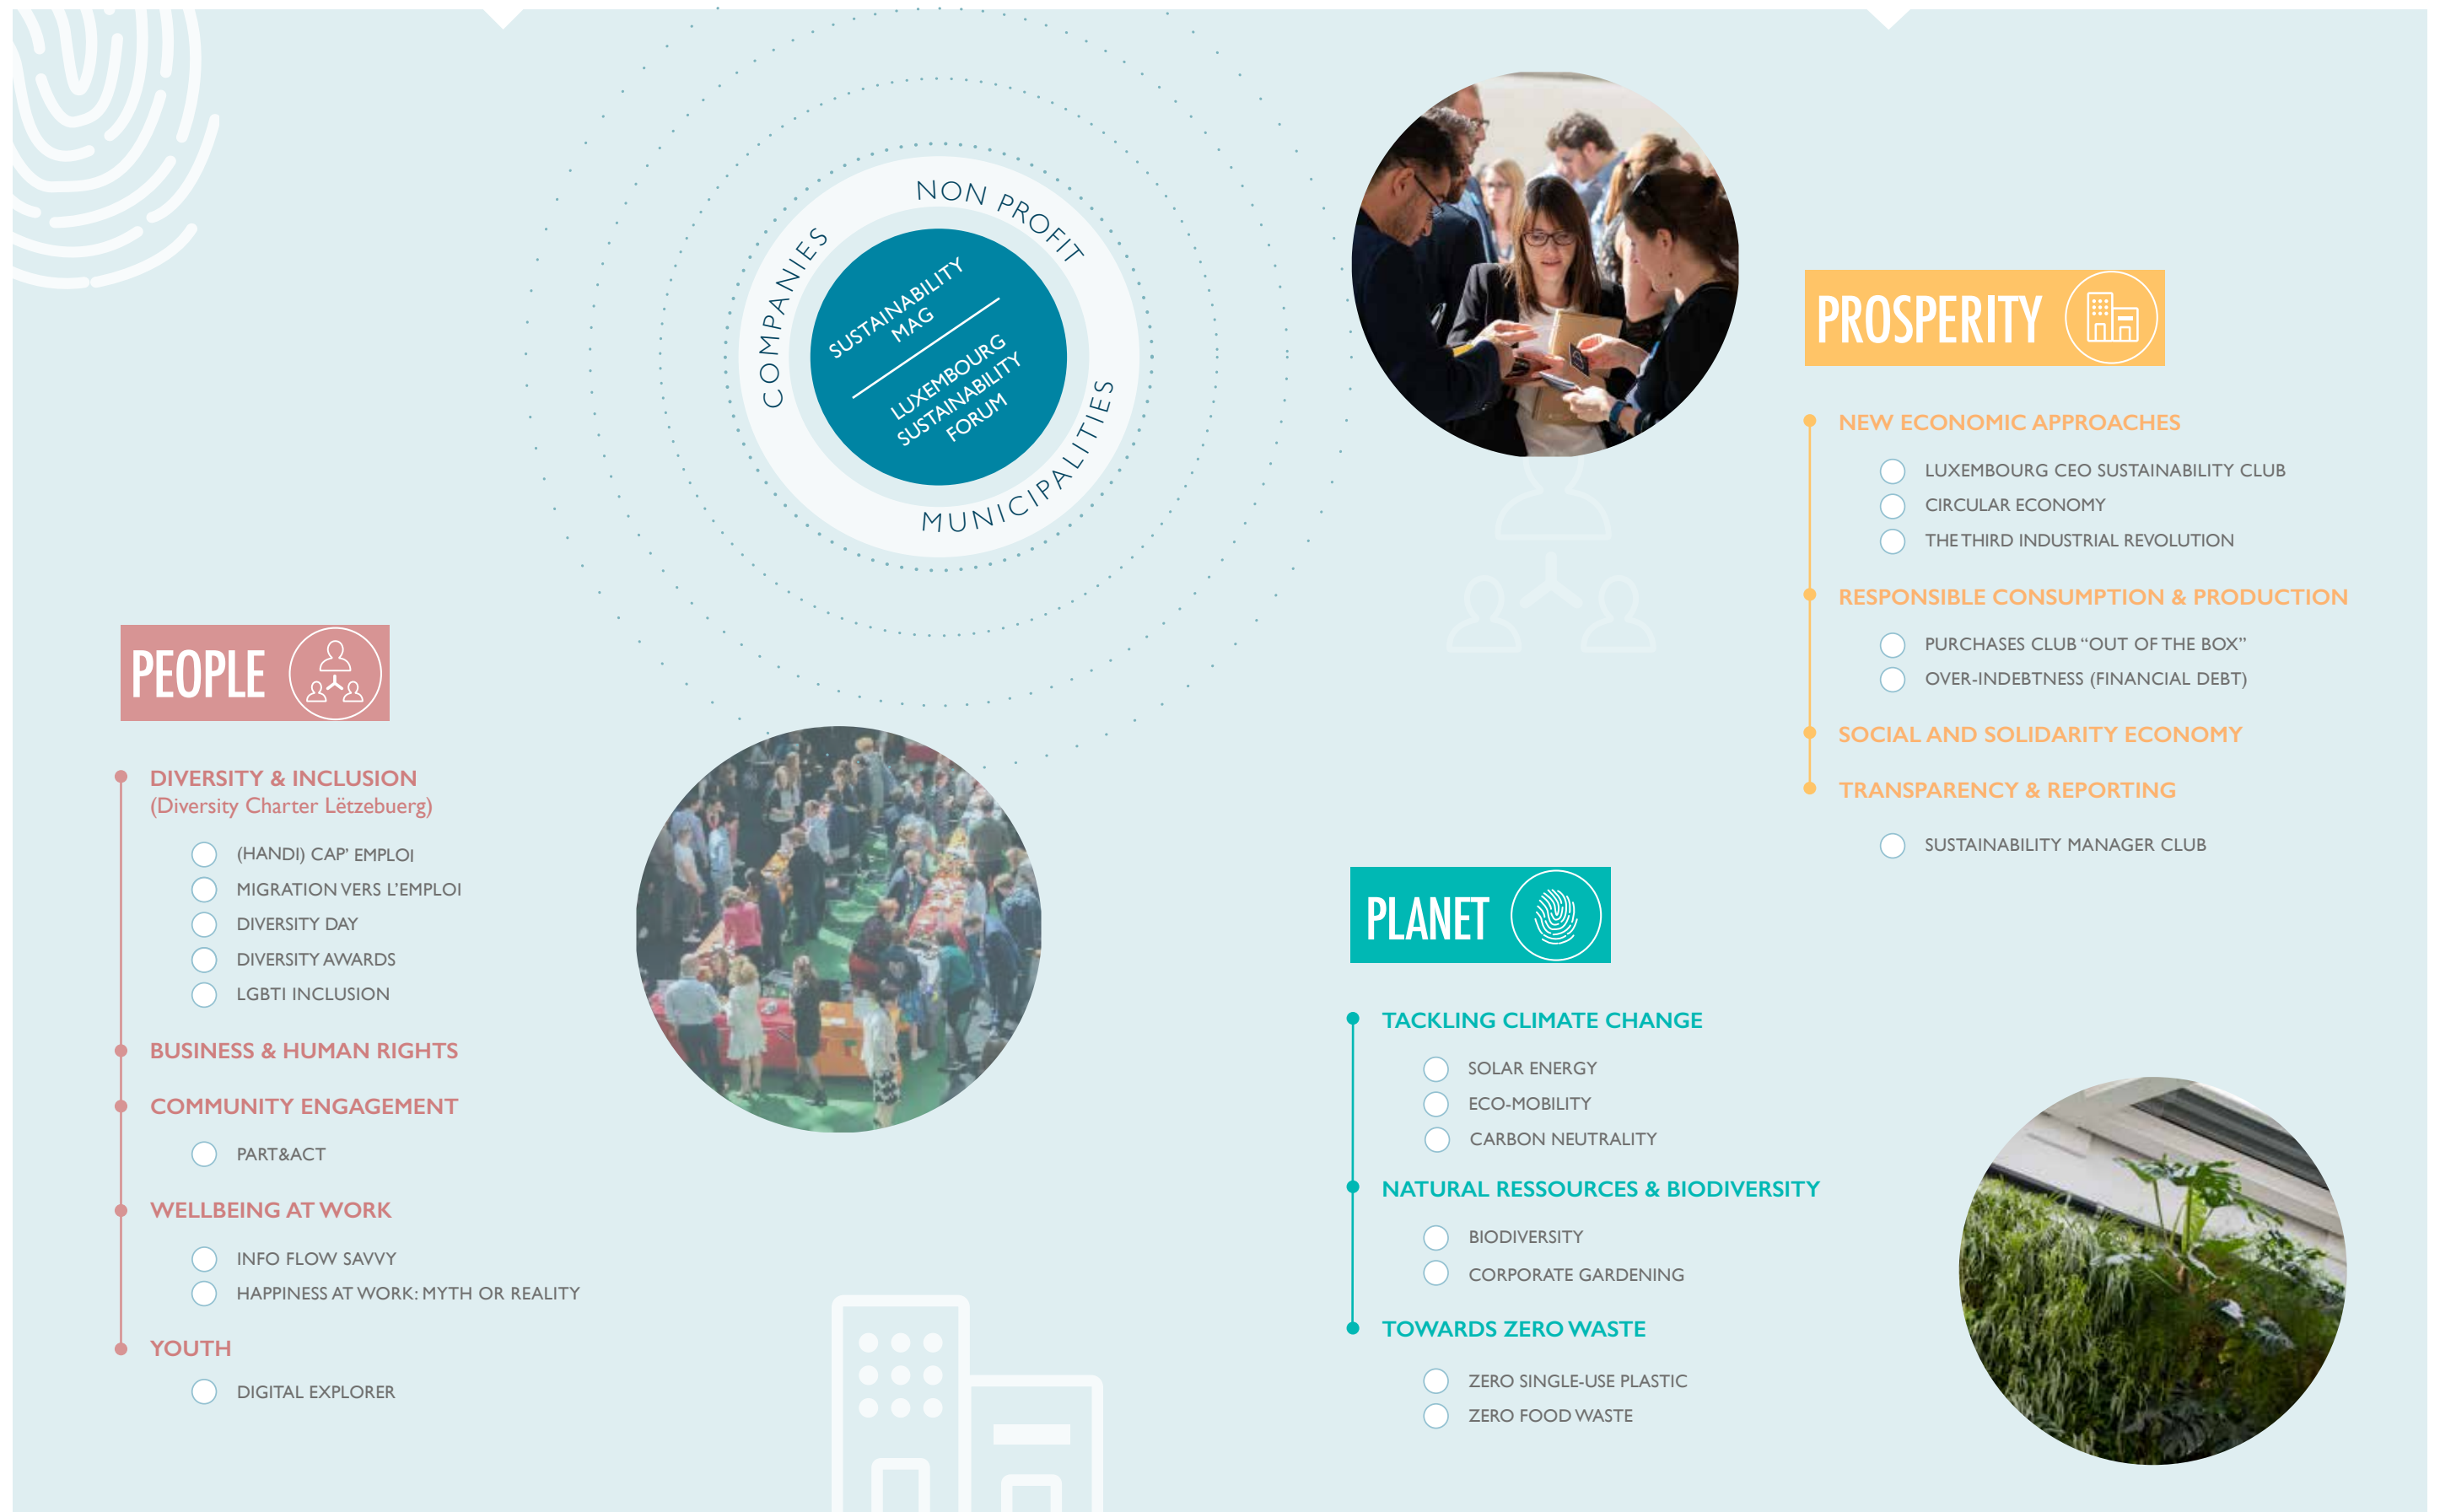 NON PROFIT
COMPANIES
MUNICIPALITIES
SUSTAINABILITY
MAG
LUXEMBOURG
SUSTAINABILITY
FORUM
PEOPLE
DIVERSITY & INCLUSION
(Diversity Charter Lëtzebuerg)
(HANDI) CAP’ EMPLOI
MIGRATION VERS L’EMPLOI
DIVERSITY DAY
DIVERSITY AWARDS
LGBTI INCLUSION
BUSINESS & HUMAN RIGHTS
COMMUNITY ENGAGEMENT
PART&ACT
WELLBEING AT WORK
INFO FLOW SAVVY
HAPPINESS AT WORK: MYTH OR REALITY
YOUTH
DIGITAL EXPLORER
PLANET
TACKLING CLIMATE CHANGE
SOLAR ENERGY
ECO-MOBILITY
CARBON NEUTRALITY
NATURAL RESSOURCES & BIODIVERSITY
BIODIVERSITY
CORPORATE GARDENING
TOWARDS ZERO WASTE
ZERO SINGLE-USE PLASTIC
ZERO FOOD WASTE
PROSPERITY
NEW ECONOMIC APPROACHES
LUXEMBOURG CEO SUSTAINABILITY CLUB
CIRCULAR ECONOMY
THE THIRD INDUSTRIAL REVOLUTION
RESPONSIBLE CONSUMPTION & PRODUCTION
PURCHASES CLUB “OUT OF THE BOX”
OVER-INDEBTNESS (FINANCIAL DEBT)
SOCIAL AND SOLIDARITY ECONOMY
TRANSPARENCY & REPORTING
SUSTAINABILITY MANAGER CLUB